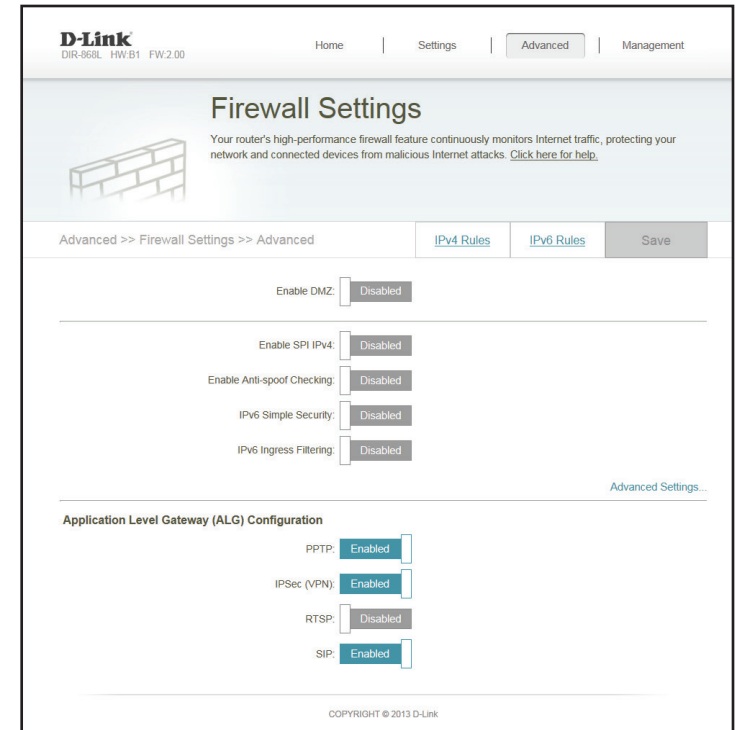 D-Link
DIR-868L HW:B1 FW:2.00
Home
Settings
Advanced
Management
Firewall Settings
Your router's high-performance firewall feature continuously monitors Internet traffic, protecting your
network and connected devices from malicious Internet attacks. Click here for help.
Advanced >> Firewall Settings >> Advanced
IPv4 Rules
IPv6 Rules
Save
Enable DMZ: Disabled
Enable SPI IPv4: Disabled
Enable Anti-spoof Checking: Disabled
IPv6 Simple Security: Disabled
IPv6 Ingress Filtering: Disabled
Advanced Settings...
Application Level Gateway (ALG) Configuration
PPTP: Enabled
IPSec (VPN): Enabled
RTSP: Disabled
SIP: Enabled
COPYRIGHT © 2013 D-Link